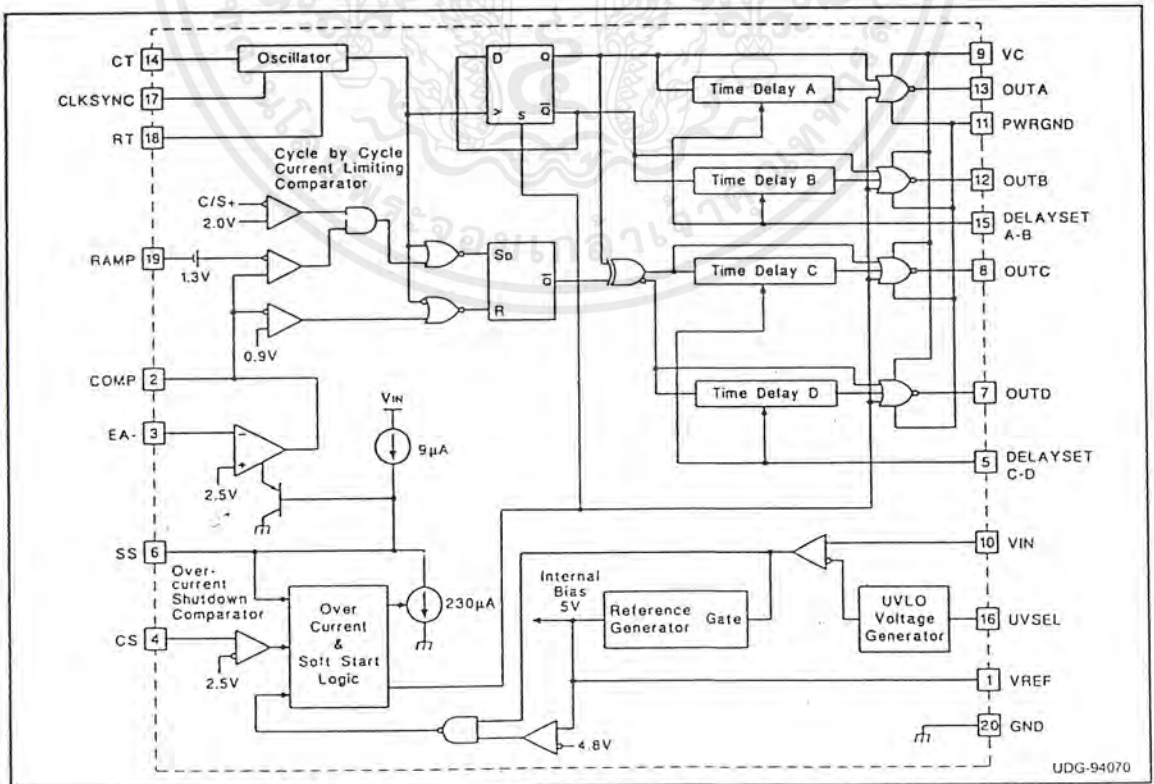 CT 14
Oscillator
CLKSYNC 17
RT 18
Cycle by Cycle
Current Limiting
Comparator
C/S+
2.0V
RAMP 19
1.3V
0.9V
COMP 2
EA- 3
2.5V
VIN
9µA
SS 6
Over-
current
Shutdown
Comparator
CS 4
2.5V
Over
Current
&
Soft Start
Logic
230µA
D Q
> S Q
SD
Q
R
Time Delay A
Time Delay B
Time Delay C
Time Delay D
9 VC
13 OUTA
11 PWRGND
12 OUTB
15 DELAYSET
A-B
8 OUTC
7 OUTD
5 DELAYSET
C-D
10 VIN
Internal
Bias
5V
Reference
Generator Gate
UVLO
Voltage
Generator
16 UVSEL
1 VREF
4.8V
20 GND
UDG-94070